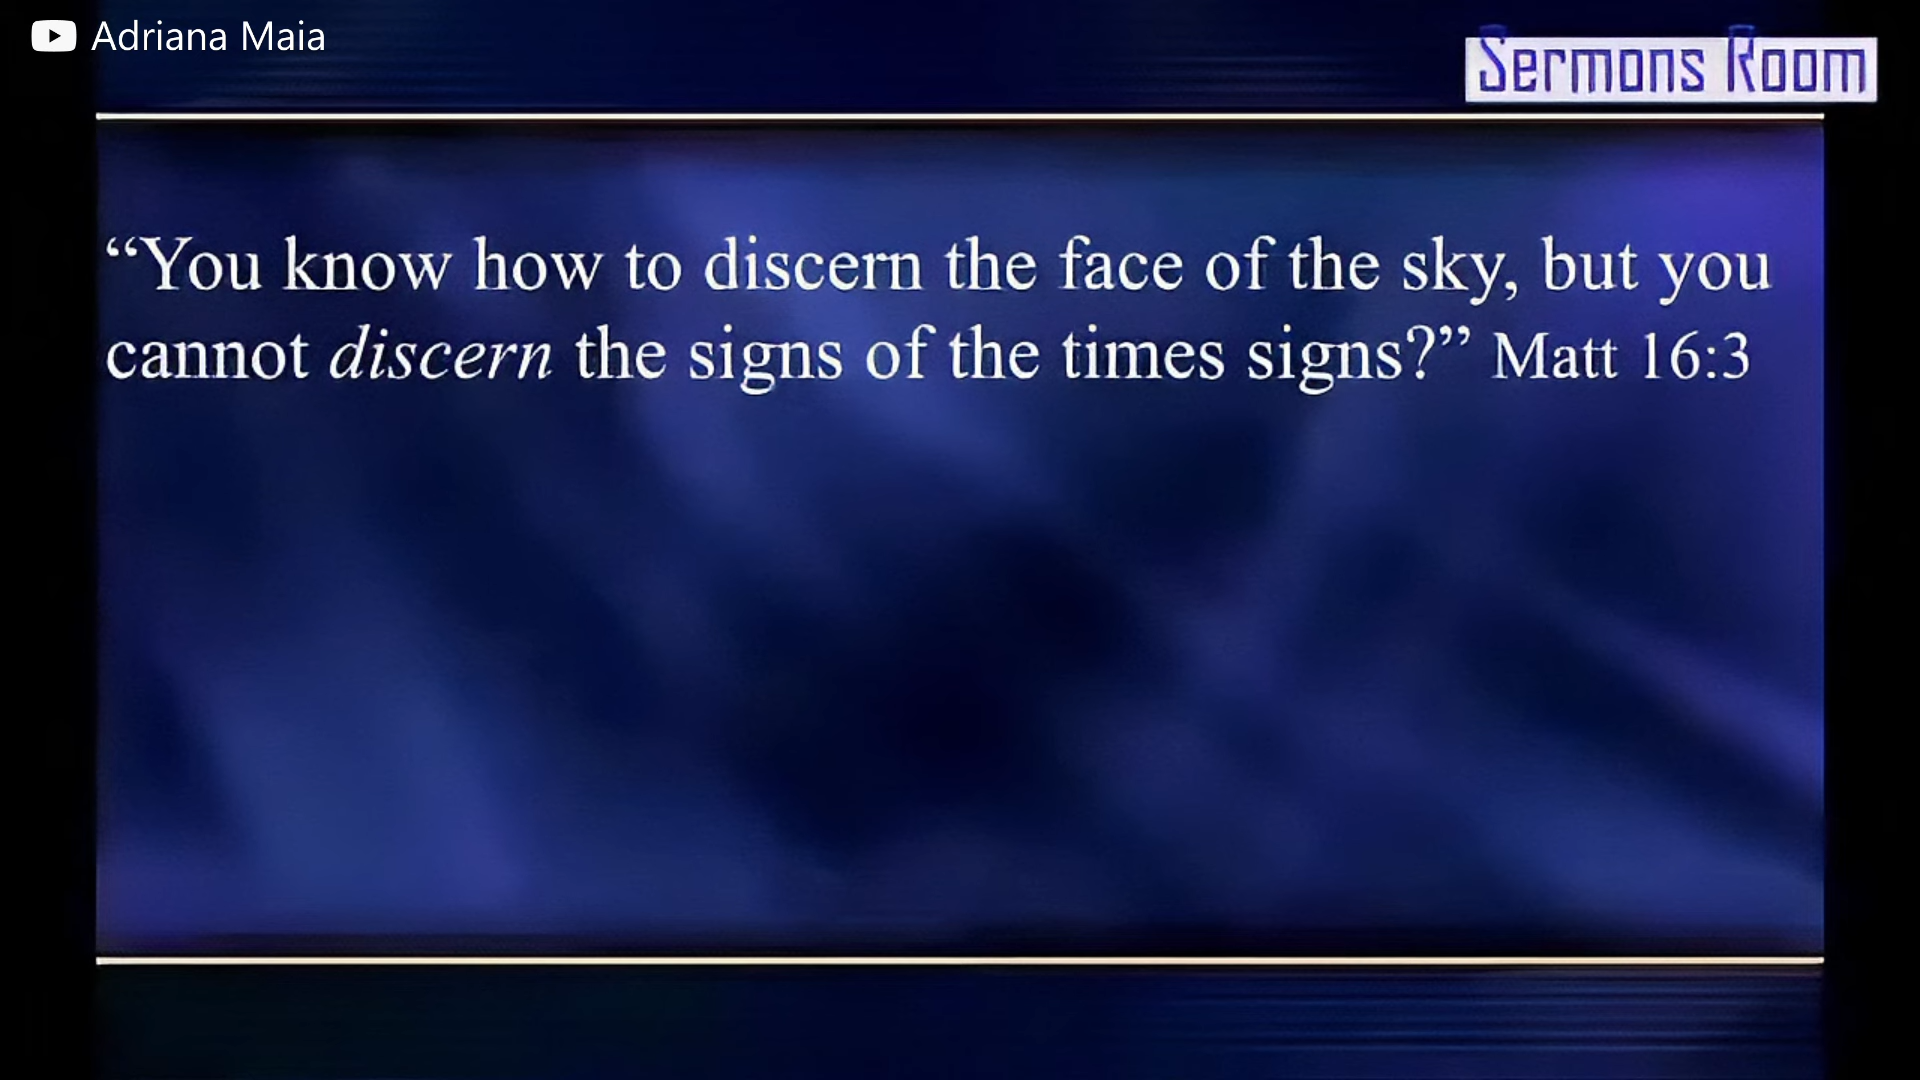 Adriana Maia
Sermons Room
“You know how to discern the face of the sky, but you
cannot discern the signs of the times signs?” Matt 16:3